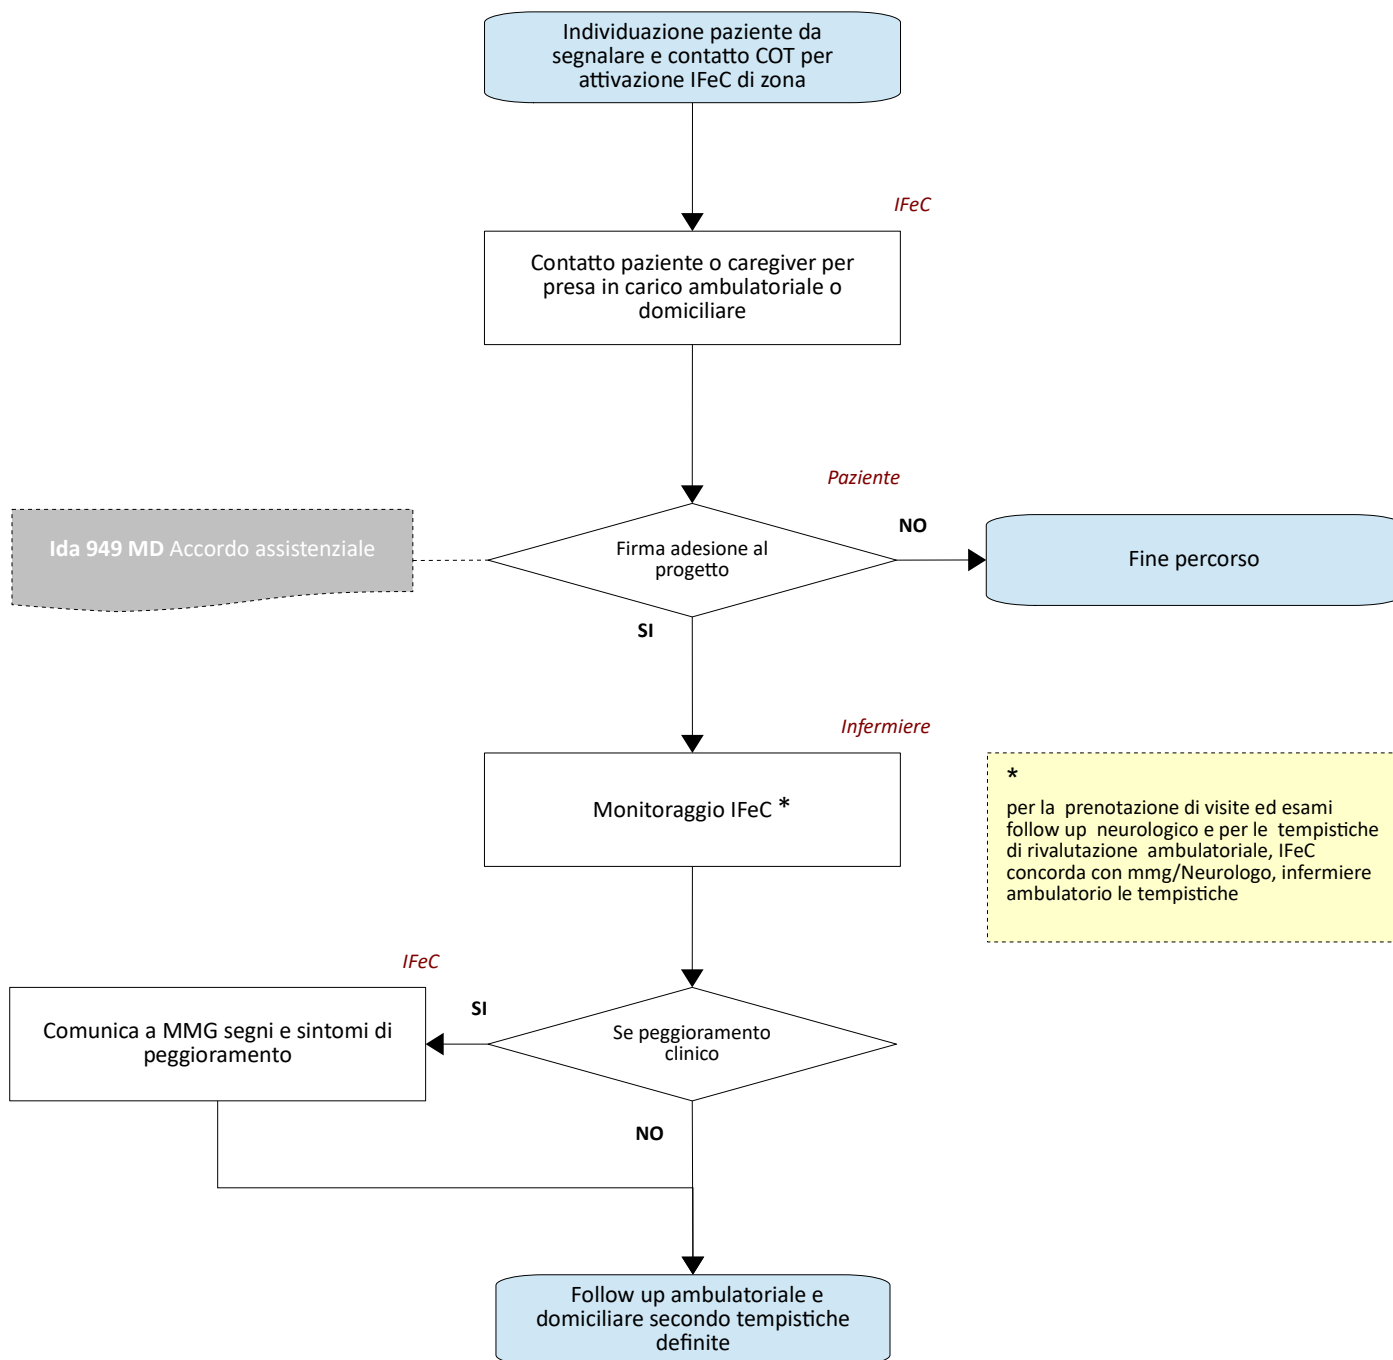 Individuazione paziente da
segnalare e contatto COT per
attivazione IFeC di zona
IFeC
Contatto paziente o caregiver per
presa in carico ambulatoriale o
domiciliare
Paziente
Ida 949 MD Accordo assistenziale
Firma adesione al
progetto
NO
Fine percorso
SI
Infermiere
Monitoraggio IFeC *
*
per la prenotazione di visite ed esami
follow up neurologico e per le tempistiche
di rivalutazione ambulatoriale, IFeC
concorda con mmg/Neurologo, infermiere
ambulatorio le tempistiche
IFeC
Comunica a MMG segni e sintomi di
peggioramento
SI
Se peggioramento
clinico
NO
Follow up ambulatoriale e
domiciliare secondo tempistiche
definite